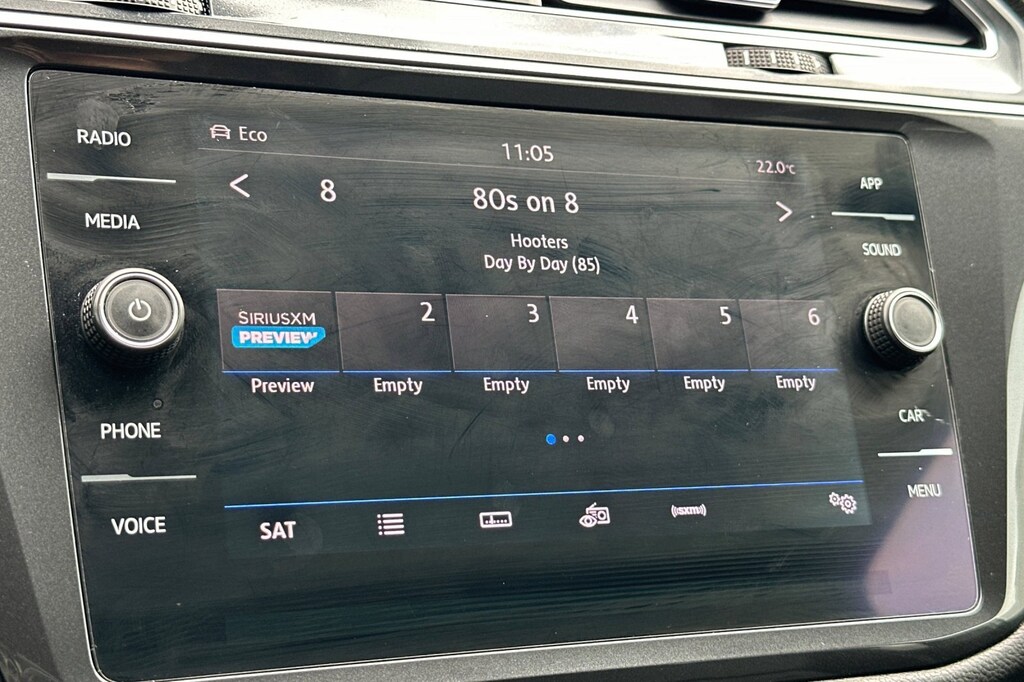 RADIO
MEDIA
PHONE
VOICE
Eco
11:05
22.0°C
8
80s on 8
Hooters
Day By Day (85)
SIRIUSXM
PREVIEW
2
3
4
5
6
Preview
Empty
Empty
Empty
Empty
Empty
SAT
((sxm))
APP
SOUND
CAR
MENU